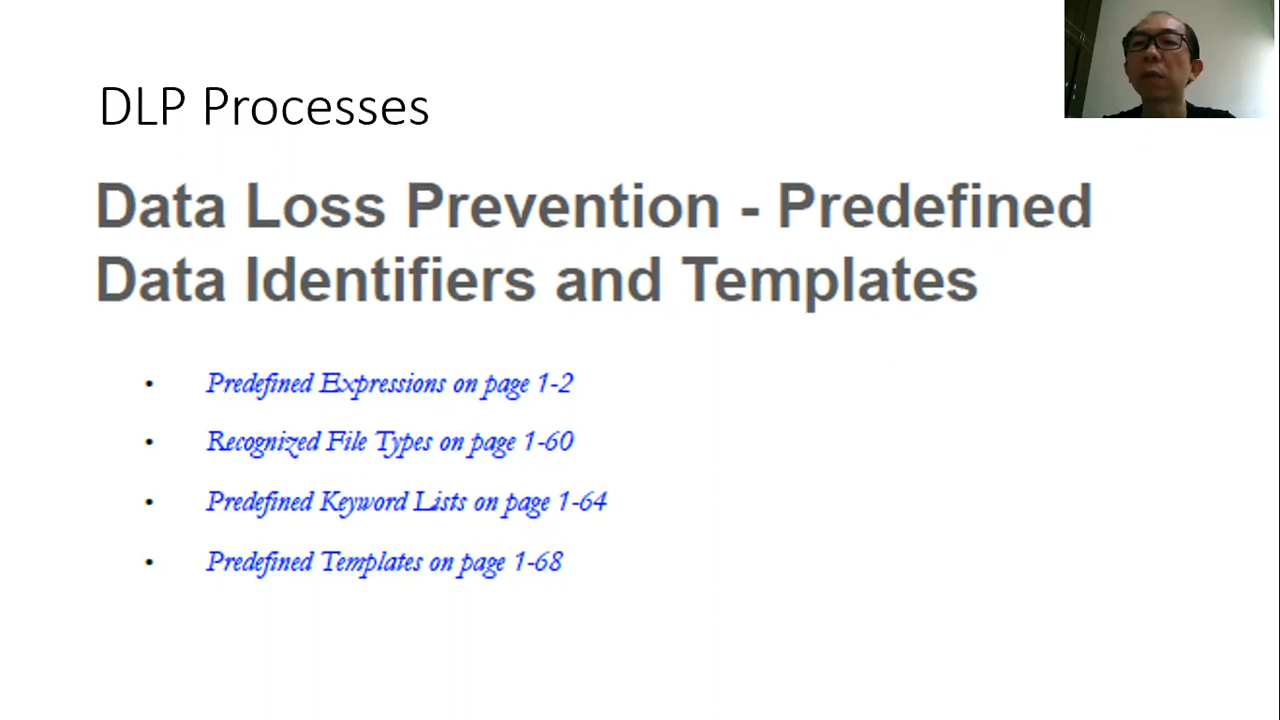 DLP Processes
Data Loss Prevention - Predefined
Data Identifiers and Templates
• Predefined Expressions on page 1-2
• Recognized File Types on page 1-60
• Predefined Keyword Lists on page 1-64
• Predefined Templates on page 1-68